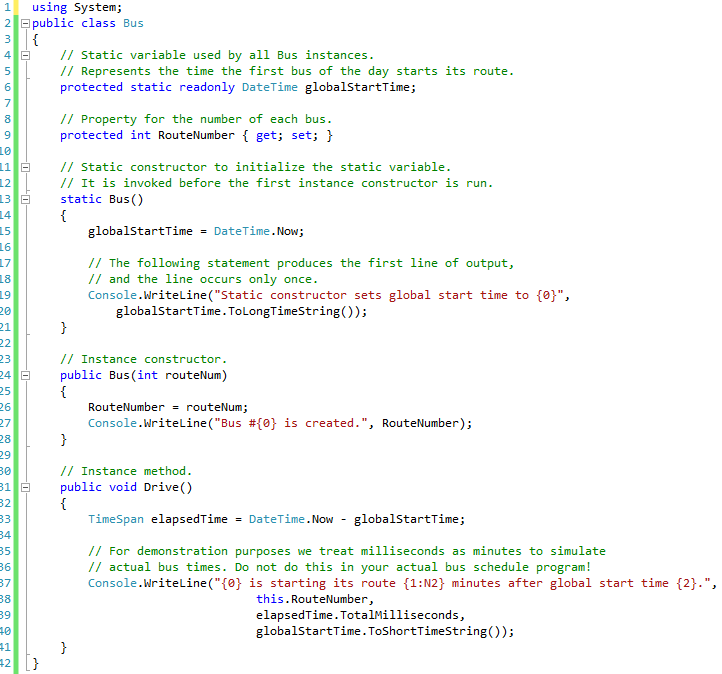 1 using System;
2 public class Bus
3 {
4     // Static variable used by all Bus instances.
5     // Represents the time the first bus of the day starts its route.
6     protected static readonly DateTime globalStartTime;
7
8     // Property for the number of each bus.
9     protected int RouteNumber { get; set; }
10
11     // Static constructor to initialize the static variable.
12     // It is invoked before the first instance constructor is run.
13     static Bus()
14     {
15         globalStartTime = DateTime.Now;
16
17         // The following statement produces the first line of output,
18         // and the line occurs only once.
19         Console.WriteLine("Static constructor sets global start time to {0}",
20             globalStartTime.ToLongTimeString());
21     }
22
23     // Instance constructor.
24     public Bus(int routeNum)
25     {
26         RouteNumber = routeNum;
27         Console.WriteLine("Bus #{0} is created.", RouteNumber);
28     }
29
30     // Instance method.
31     public void Drive()
32     {
33         TimeSpan elapsedTime = DateTime.Now - globalStartTime;
34
35         // For demonstration purposes we treat milliseconds as minutes to simulate
36         // actual bus times. Do not do this in your actual bus schedule program!
37         Console.WriteLine("{0} is starting its route {1:N2} minutes after global start time {2}.",
38                                 this.RouteNumber,
39                                 elapsedTime.TotalMilliseconds,
40                                 globalStartTime.ToShortTimeString());
41     }
42 }